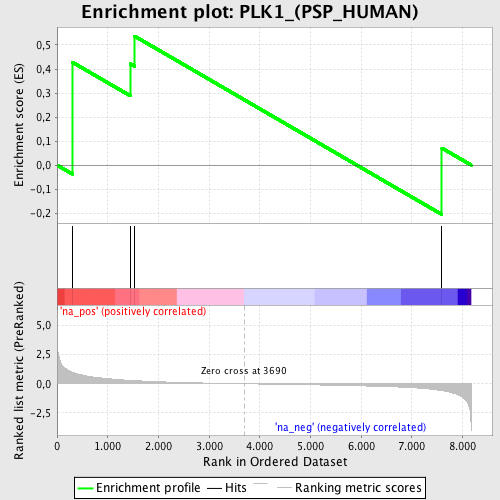 Enrichment plot: PLK1_(PSP_HUMAN)
Enrichment score (ES)
0,5
0,4
0,3
0,2
0,1
0,0
-0,1
-0,2
'na_pos' (positively correlated)
Ranked list metric (PreRanked)
5,0
2,5
0,0
-2,5
Zero cross at 3690
'na_neg' (negatively correlated)
0 1.000 2.000 3.000 4.000 5.000 6.000 7.000 8.000
Rank in Ordered Dataset
Enrichment profile Hits Ranking metric scores